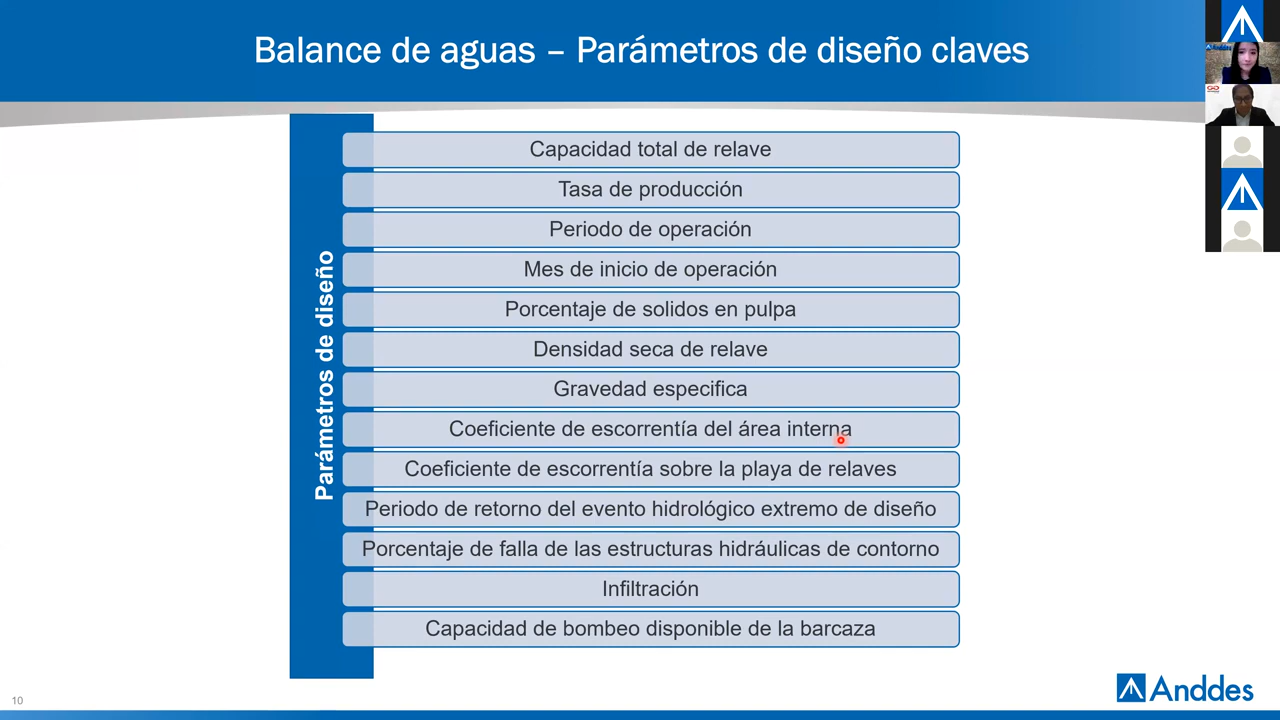 Balance de aguas – Parámetros de diseño claves
Parámetros de diseño
Capacidad total de relave
Tasa de producción
Periodo de operación
Mes de inicio de operación
Porcentaje de solidos en pulpa
Densidad seca de relave
Gravedad especifica
Coeficiente de escorrentía del área interna
Coeficiente de escorrentía sobre la playa de relaves
Periodo de retorno del evento hidrológico extremo de diseño
Porcentaje de falla de las estructuras hidráulicas de contorno
Infiltración
Capacidad de bombeo disponible de la barcaza
10
Anddes